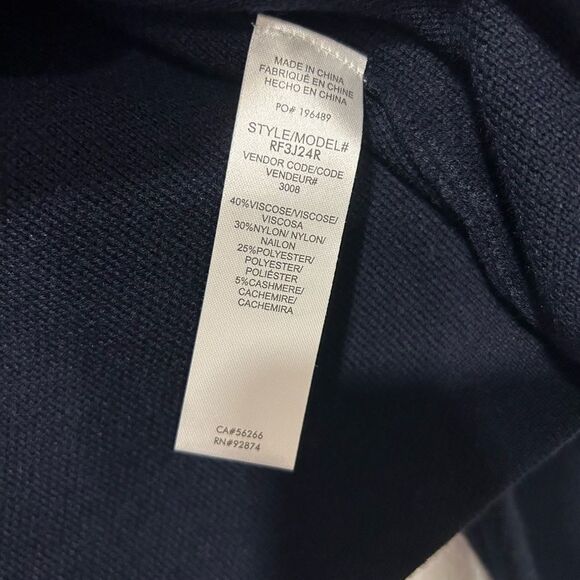 MADE IN CHINA
FABRIQUÉ EN CHINE
HECHO EN CHINA
PO# 196489
STYLE/MODEL#
RF3J24R
VENDOR CODE/CODE
VENDEUR#
3008
40%VISCOSE/VISCOSE/
VISCOSA
30%NYLON/ NYLON/
NAILON
25%POLYESTER/
POLYESTER/
POLIÉSTER
5%CASHMERE/
CACHEMIRE/
CACHEMIRA
CA#56266
RN#92874